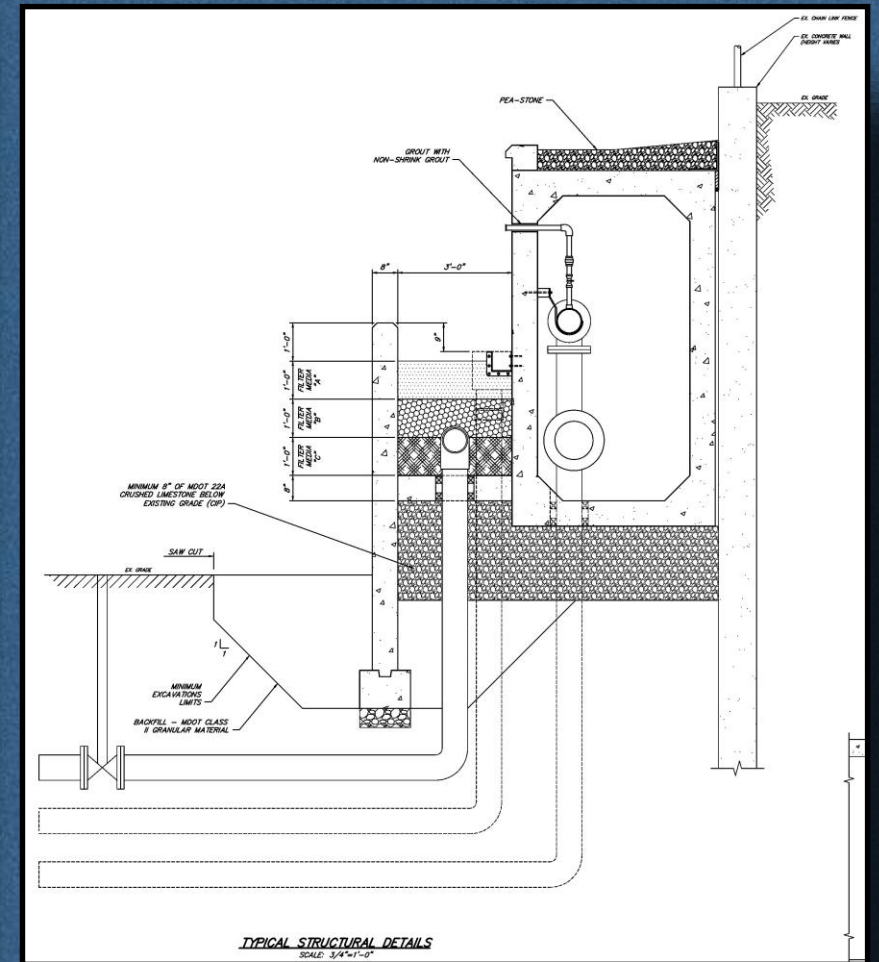 EX. CHAIN LINK FENCE
EX. CONCRETE WALL
(HEIGHT VARIES
EX. GRADE
PEA-STONE
GROUT WITH
NON-SHRINK GROUT
8"
3'-0"
9"
1'-0"
1'-0"
FILTER
MEDIA
"A"
1'-0"
FILTER
MEDIA
"B"
1'-0"
FILTER
MEDIA
"C"
8"
MINIMUM 8" OF MDOT 22A
CRUSHED LIMESTONE BELOW
EXISTING GRADE (CIP)
SAW CUT
EX. GRADE
1
1
MINIMUM
EXCAVATIONS
LIMITS
BACKFILL - MDOT CLASS
II GRANULAR MATERIAL
TYPICAL STRUCTURAL DETAILS
SCALE: 3/4"=1'-0"